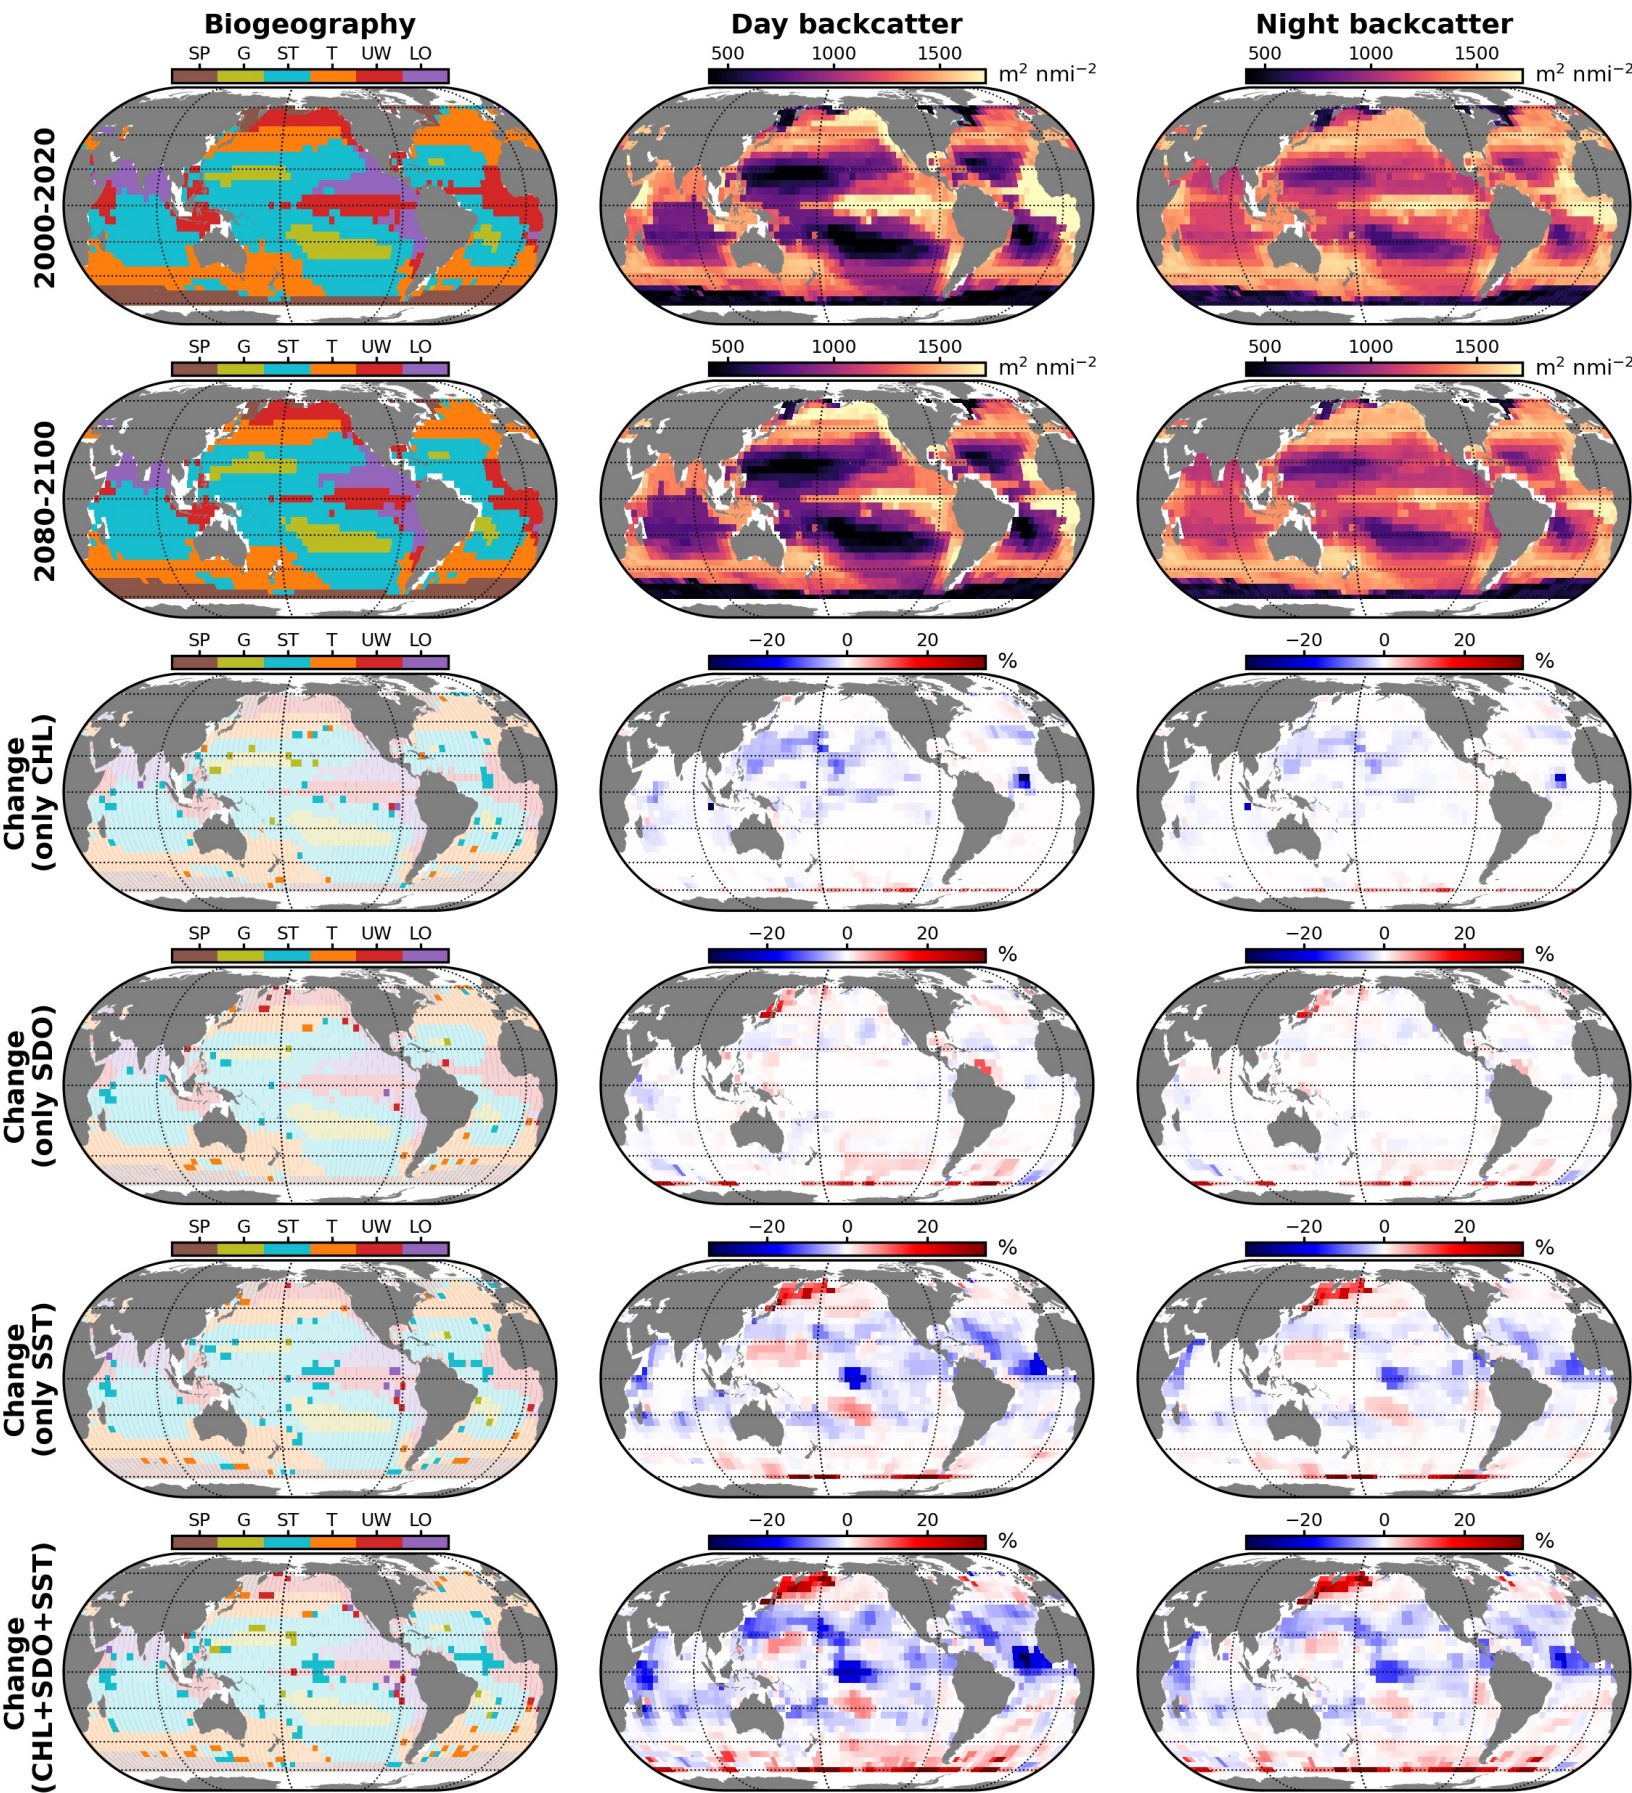 Biogeography Day backcatter Night backcatter
SP G ST T UW LO 500 1000 1500 m² nmi⁻² 500 1000 1500 m² nmi⁻²
2000-2020
SP G ST T UW LO 500 1000 1500 m² nmi⁻² 500 1000 1500 m² nmi⁻²
2080-2100
SP G ST T UW LO −20 0 20 % −20 0 20 %
Change
(only CHL)
SP G ST T UW LO −20 0 20 % −20 0 20 %
Change
(only SDO)
SP G ST T UW LO −20 0 20 % −20 0 20 %
Change
(only SST)
SP G ST T UW LO −20 0 20 % −20 0 20 %
Change
(CHL+SDO+SST)